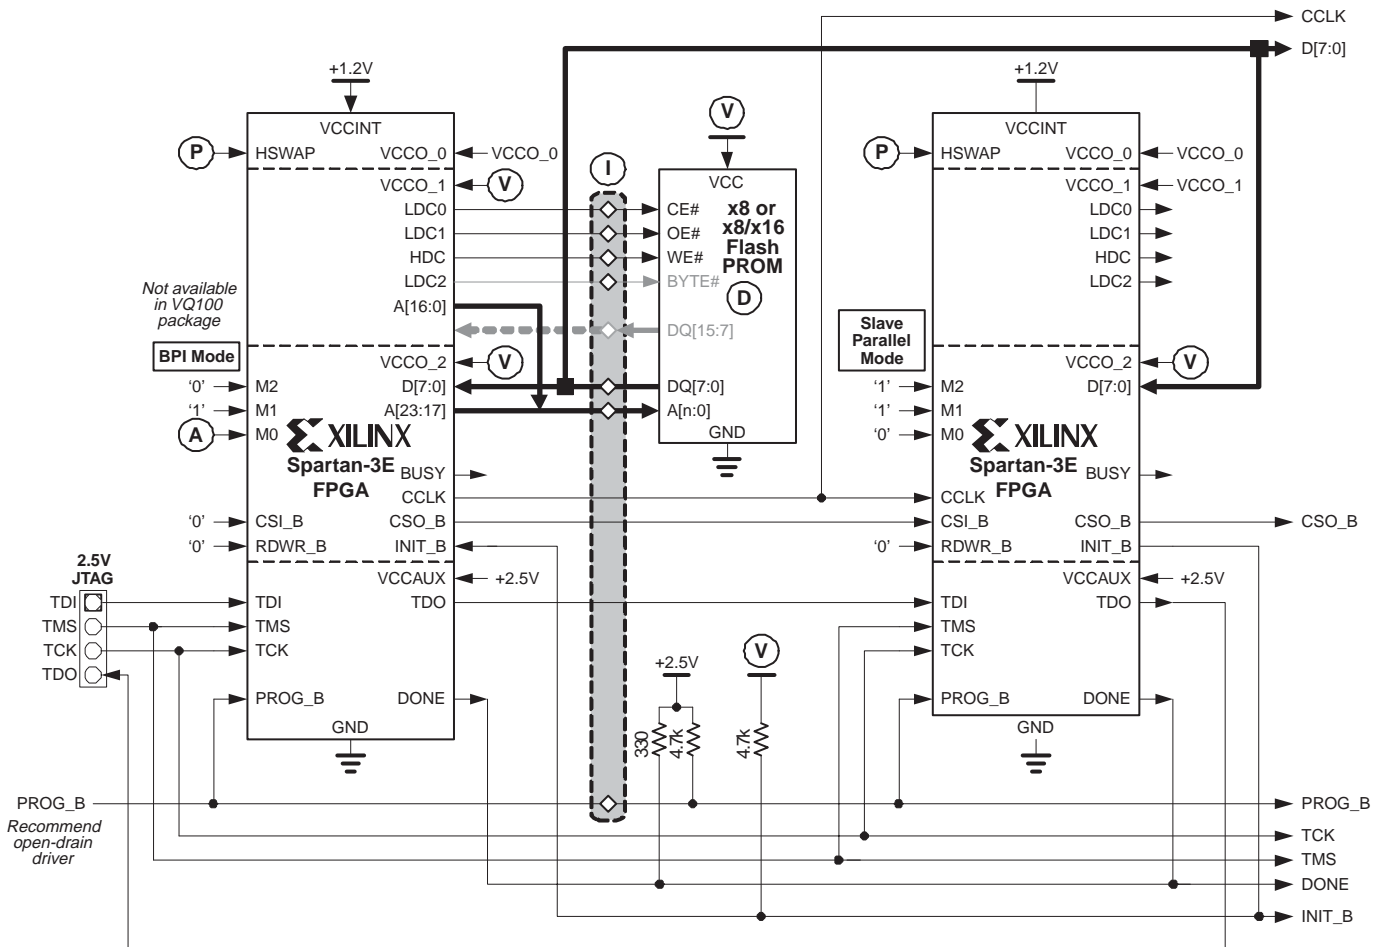 CCLK
D[7:0]
+1.2V
VCCINT
P
HSWAP
VCCO_0
VCCO_0
VCCO_1
V
LDC0
LDC1
HDC
LDC2
A[16:0]
Not available
in VQ100
package
BPI Mode
VCCO_2
V
'0'
M2
D[7:0]
'1'
M1
A[23:17]
A
M0
XILINX
Spartan-3E
FPGA
BUSY
CCLK
'0'
CSI_B
CSO_B
'0'
RDWR_B
INIT_B
VCCAUX
+2.5V
2.5V
JTAG
TDI
TMS
TCK
TDO
TDI
TDO
TMS
TCK
PROG_B
DONE
GND
I
V
VCC
CE#
x8 or
x8/x16
Flash
PROM
OE#
WE#
BYTE#
D
DQ[15:7]
DQ[7:0]
A[n:0]
GND
+1.2V
VCCINT
P
HSWAP
VCCO_0
VCCO_0
VCCO_1
VCCO_1
LDC0
LDC1
HDC
LDC2
Slave
Parallel
Mode
VCCO_2
V
'1'
M2
D[7:0]
'1'
M1
'0'
M0
XILINX
Spartan-3E
FPGA
BUSY
CCLK
CSI_B
CSO_B
CSO_B
'0'
RDWR_B
INIT_B
VCCAUX
+2.5V
TDI
TDO
TMS
TCK
PROG_B
DONE
GND
+2.5V
V
330
4.7k
4.7k
PROG_B
Recommend
open-drain
driver
PROG_B
TCK
TMS
DONE
INIT_B